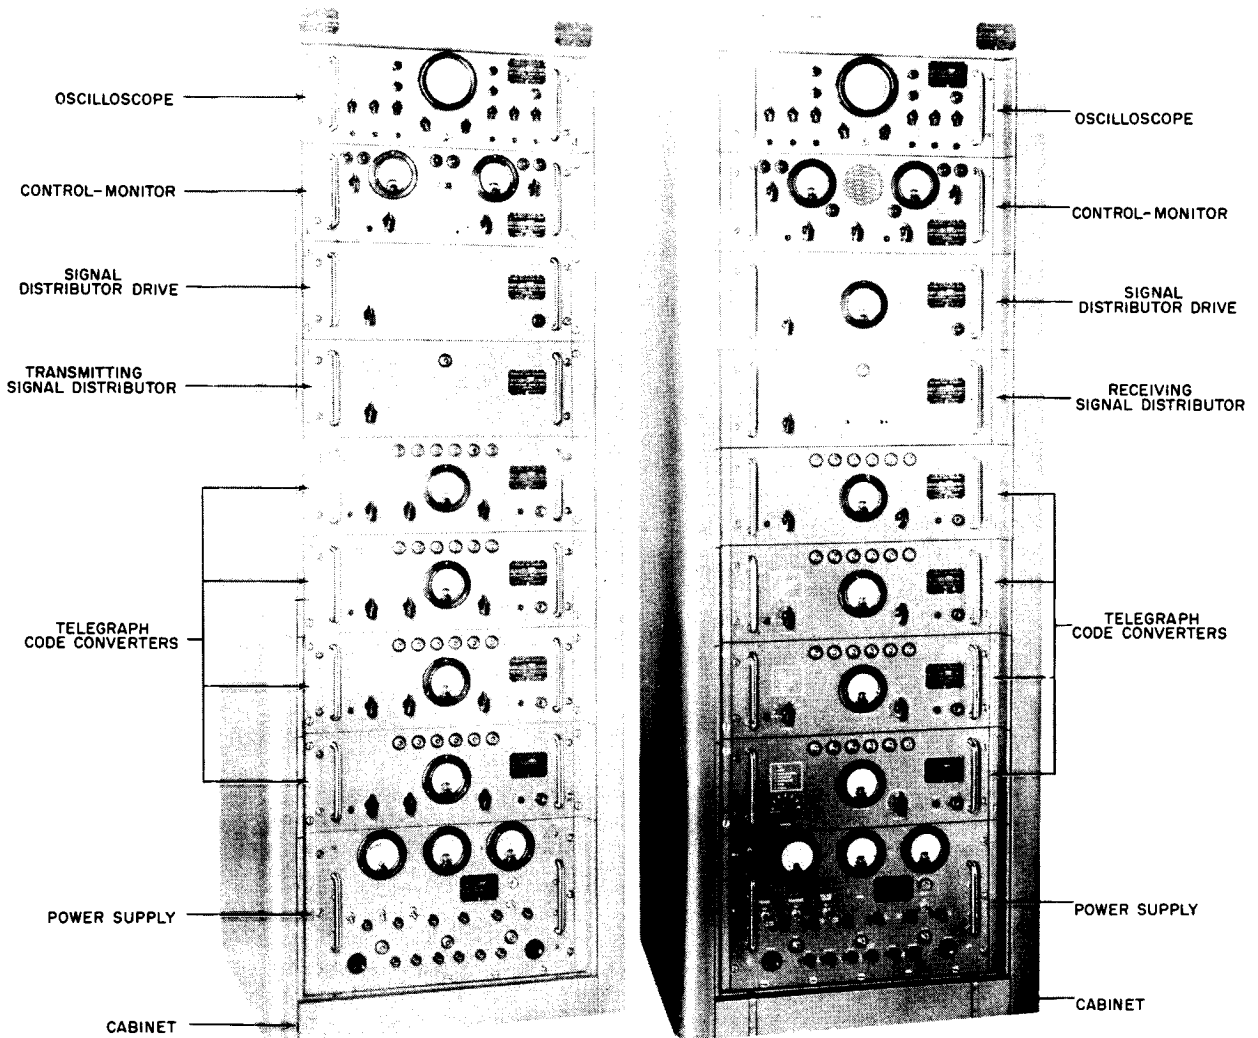 OSCILLOSCOPE
CONTROL-MONITOR
SIGNAL
DISTRIBUTOR DRIVE
TRANSMITTING
SIGNAL DISTRIBUTOR
TELEGRAPH
CODE CONVERTERS
POWER SUPPLY
CABINET
OSCILLOSCOPE
CONTROL-MONITOR
SIGNAL
DISTRIBUTOR DRIVE
RECEIVING
SIGNAL DISTRIBUTOR
TELEGRAPH
CODE CONVERTERS
POWER SUPPLY
CABINET